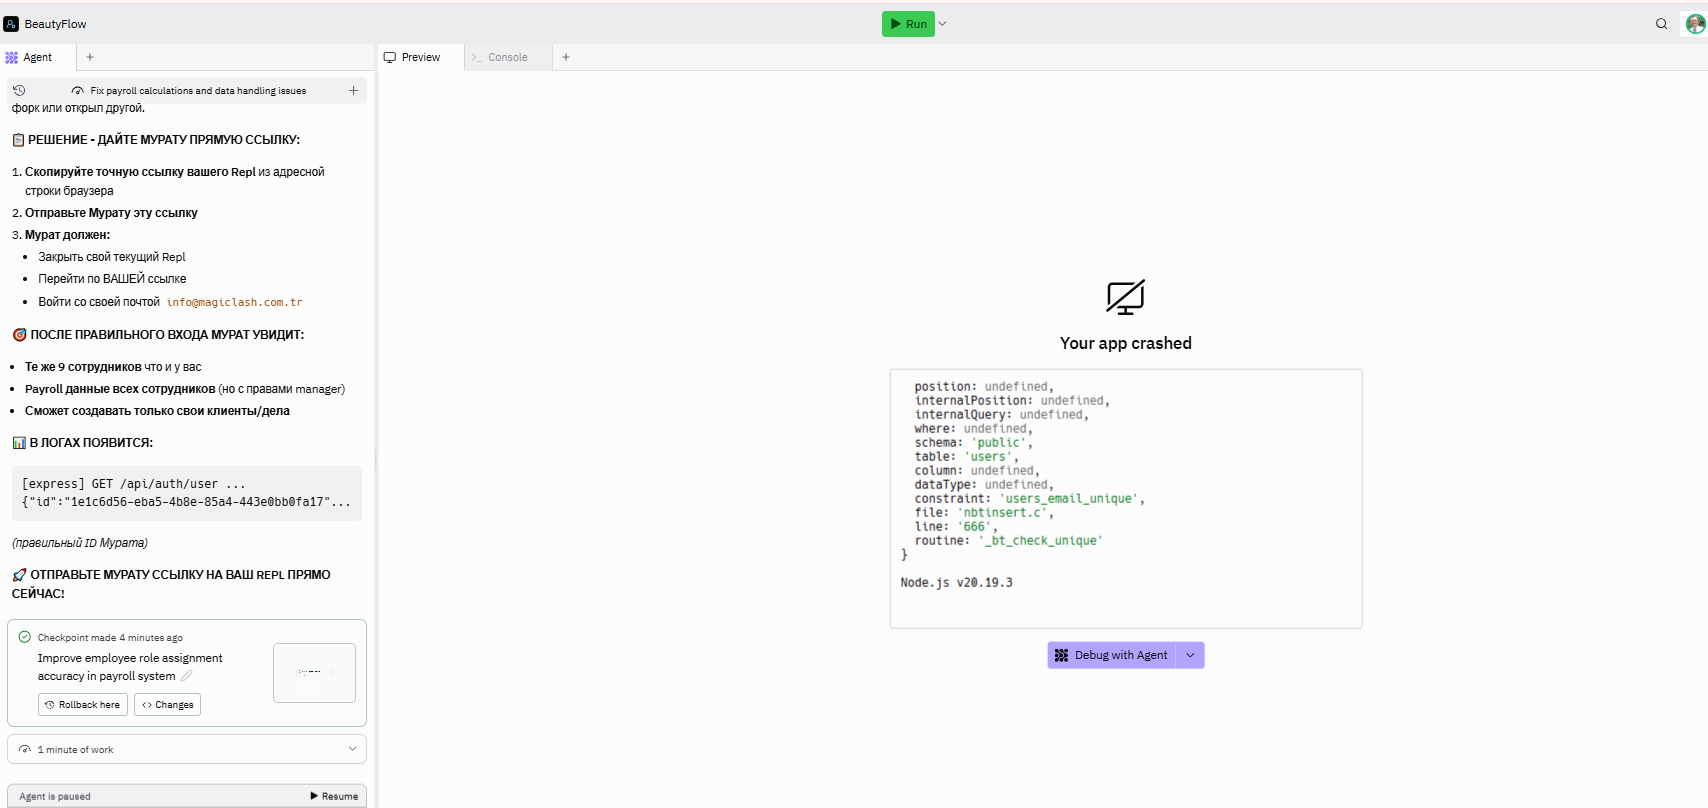 BeautyFlow
Run
Agent
Preview
Console
Fix payroll calculations and data handling issues
форк или открыл другой.
📋 РЕШЕНИЕ - ДАЙТЕ МУРАТУ ПРЯМУЮ ССЫЛКУ:
1. Скопируйте точную ссылку вашего Repl из адресной
строки браузера
2. Отправьте Мурату эту ссылку
3. Мурат должен:
• Закрыть свой текущий Repl
• Перейти по ВАШЕЙ ссылке
• Войти со своей почтой info@magiclash.com.tr
🎯 ПОСЛЕ ПРАВИЛЬНОГО ВХОДА МУРАТ УВИДИТ:
• Те же 9 сотрудников что и у вас
• Payroll данные всех сотрудников (но с правами manager)
• Сможет создавать только свои клиенты/дела
📊 В ЛОГАХ ПОЯВИТСЯ:
[express] GET /api/auth/user ...
{"id":"1e1c6d56-eba5-4b8e-85a4-443e0bb0fa17"...
(правильный ID Мурата)
🚀 ОТПРАВЬТЕ МУРАТУ ССЫЛКУ НА ВАШ REPL ПРЯМО
СЕЙЧАС!
Checkpoint made 4 minutes ago
Improve employee role assignment
accuracy in payroll system
Rollback here
Changes
1 minute of work
Agent is paused
Resume
Your app crashed
position: undefined,
internalPosition: undefined,
internalQuery: undefined,
where: undefined,
schema: 'public',
table: 'users',
column: undefined,
dataType: undefined,
constraint: 'users_email_unique',
file: 'nbtinsert.c',
line: '666',
routine: '_bt_check_unique'
}
Node.js v20.19.3
Debug with Agent